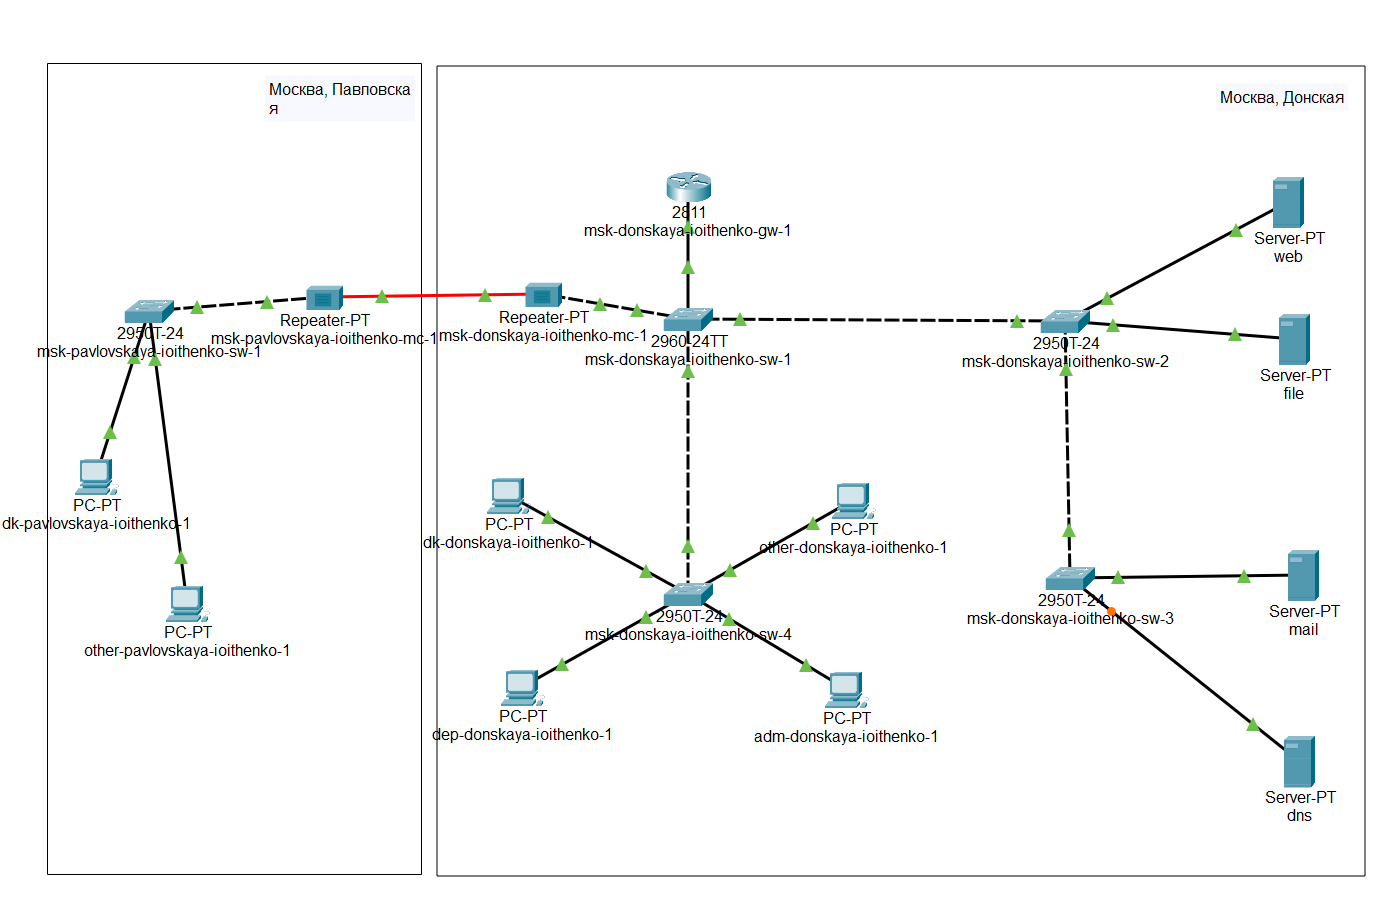 Москва, Павловска
я
Москва, Донская
2811
msk-donskaya-ioithenko-gw-1
Server-PT
web
Repeater-PT
msk-pavlovskaya-ioithenko-mc-1
Repeater-PT
msk-donskaya-ioithenko-mc-1
2950T-24
msk-pavlovskaya-ioithenko-sw-1
2960-24TT
msk-donskaya-ioithenko-sw-1
2950T-24
msk-donskaya-ioithenko-sw-2
Server-PT
file
PC-PT
dk-pavlovskaya-ioithenko-1
PC-PT
dk-donskaya-ioithenko-1
PC-PT
other-donskaya-ioithenko-1
2950T-24
msk-donskaya-ioithenko-sw-4
2950T-24
msk-donskaya-ioithenko-sw-3
Server-PT
mail
PC-PT
other-pavlovskaya-ioithenko-1
PC-PT
dep-donskaya-ioithenko-1
PC-PT
adm-donskaya-ioithenko-1
Server-PT
dns